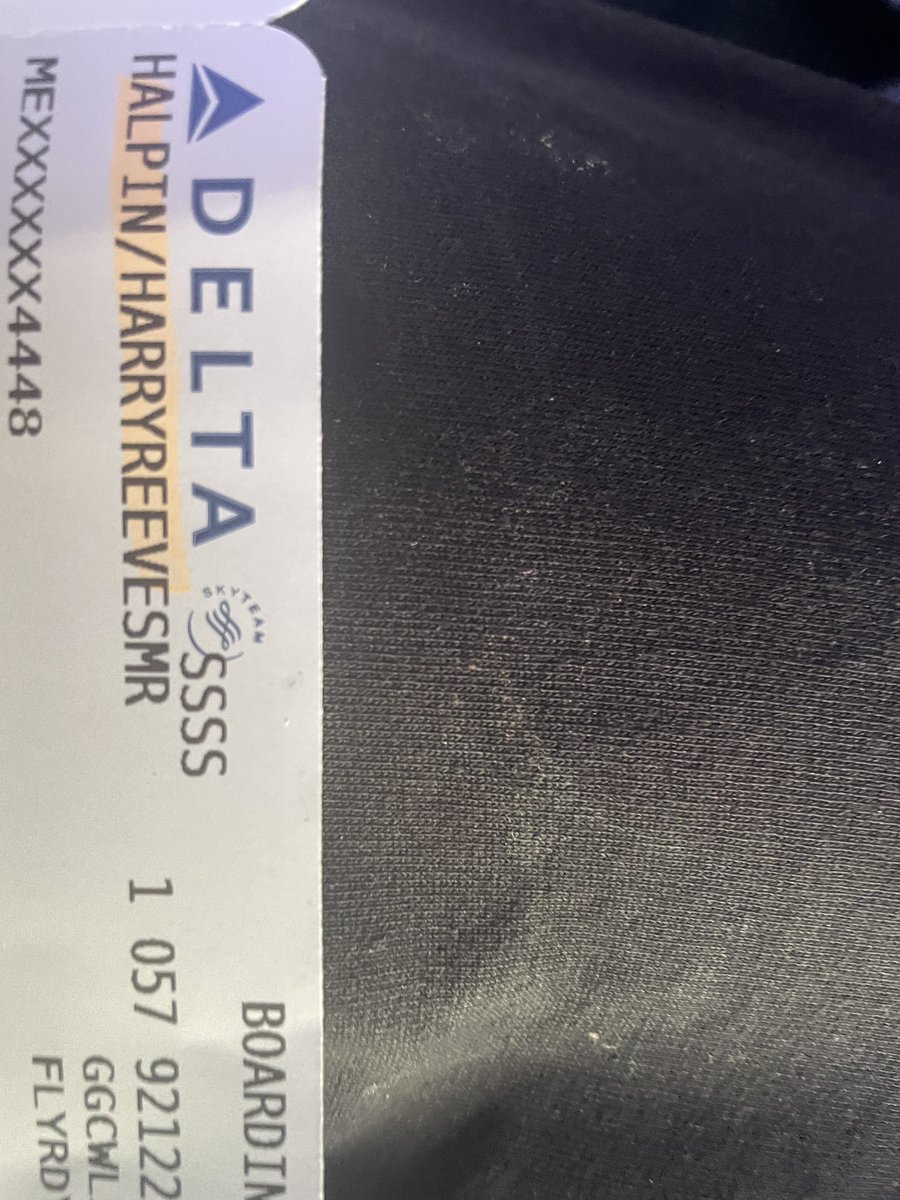 BOARDIN
DELTA SKYTEAM SSSS
HALPIN/HARRYREEVESMR 1 057 92122
GGCWL
MEXXXXXX4448 FLYRD